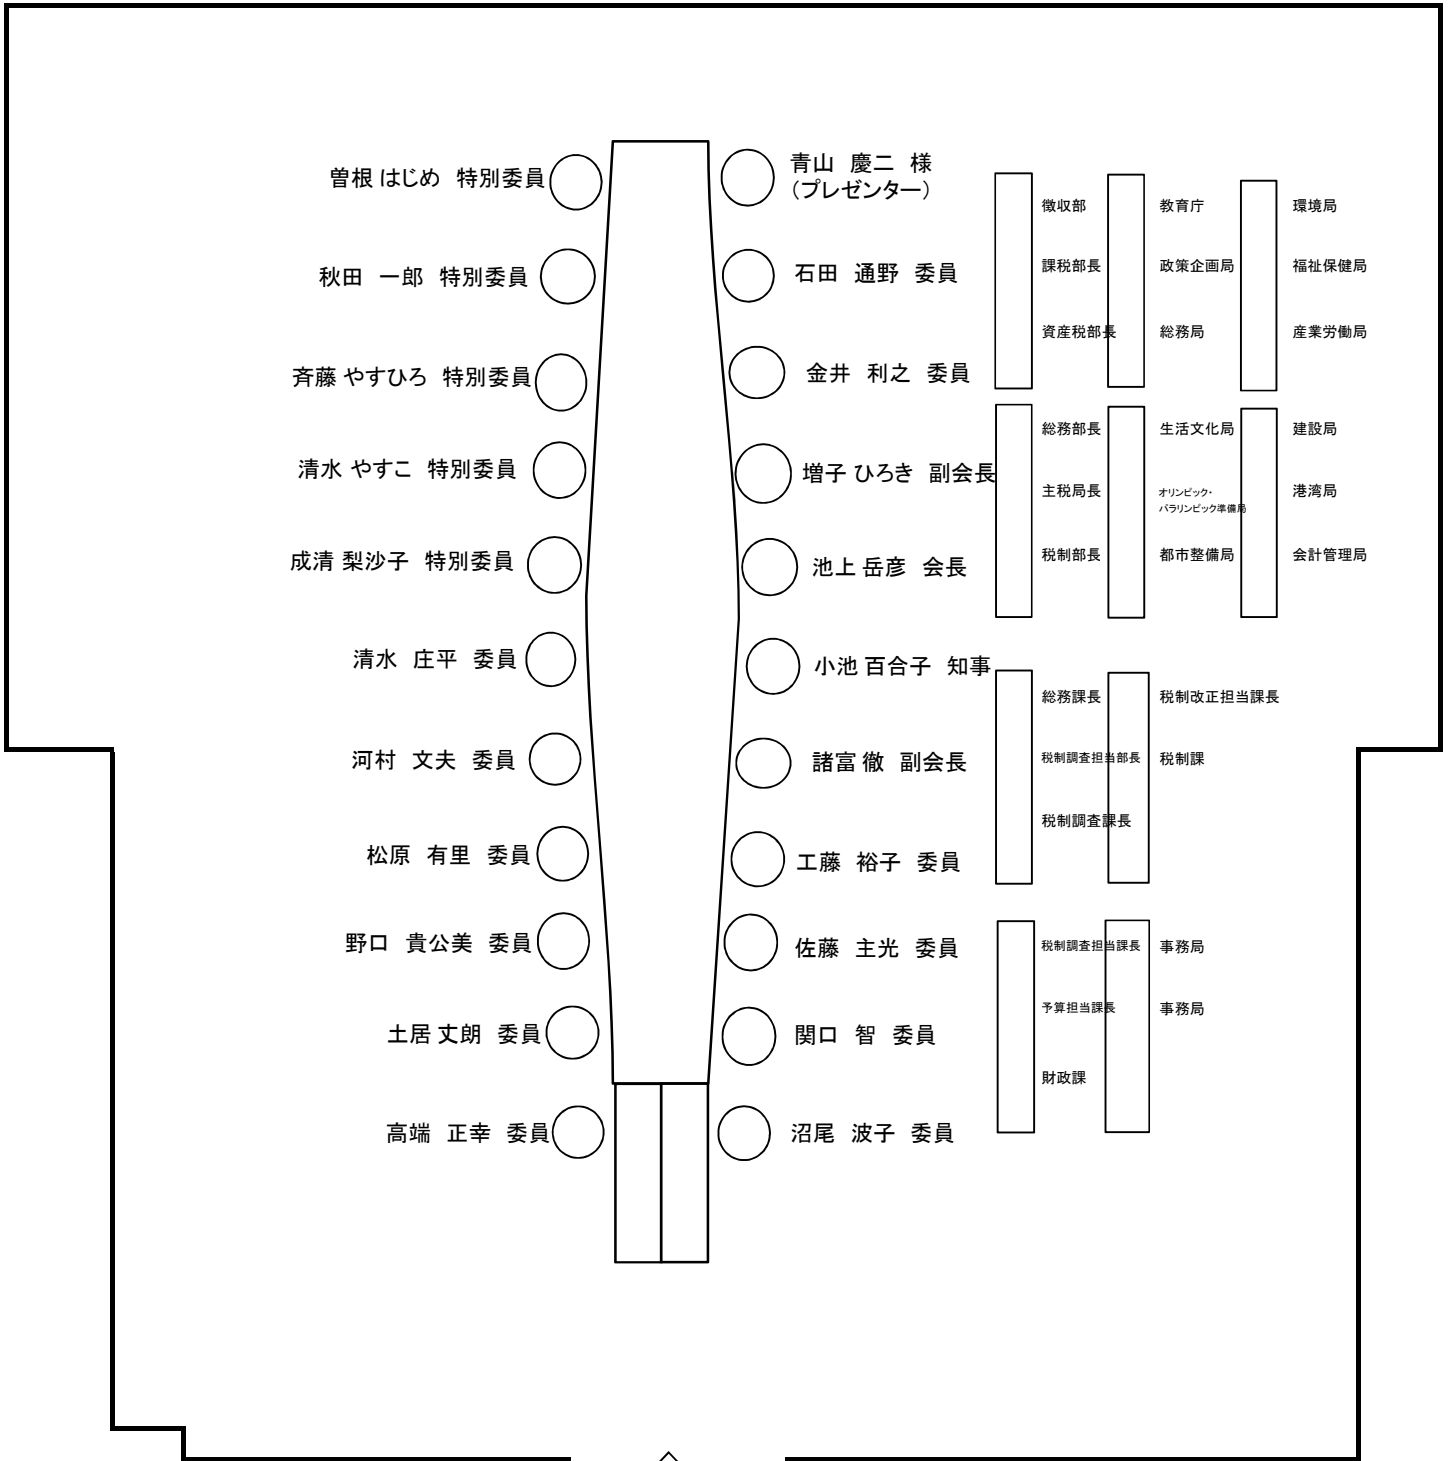 曽根 はじめ 特別委員
秋田 一郎 特別委員
斉藤 やすひろ 特別委員
清水 やすこ 特別委員
成清 梨沙子 特別委員
清水 庄平 委員
河村 文夫 委員
松原 有里 委員
野口 貴公美 委員
土居 丈朗 委員
高端 正幸 委員
青山 慶二 様
（プレゼンター）
石田 通野 委員
金井 利之 委員
増子 ひろき 副会長
池上 岳彦 会長
小池 百合子 知事
諸富 徹 副会長
工藤 裕子 委員
佐藤 主光 委員
関口 智 委員
沼尾 波子 委員
徴収部
課税部長
資産税部長
総務部長
主税局長
税制部長
総務課長
税制調査担当部長
税制調査課長
税制調査担当課長
予算担当課長
財政課
教育庁
政策企画局
総務局
生活文化局
オリンピック・
パラリンピック準備局
都市整備局
税制改正担当課長
税制課
事務局
事務局
環境局
福祉保健局
産業労働局
建設局
港湾局
会計管理局